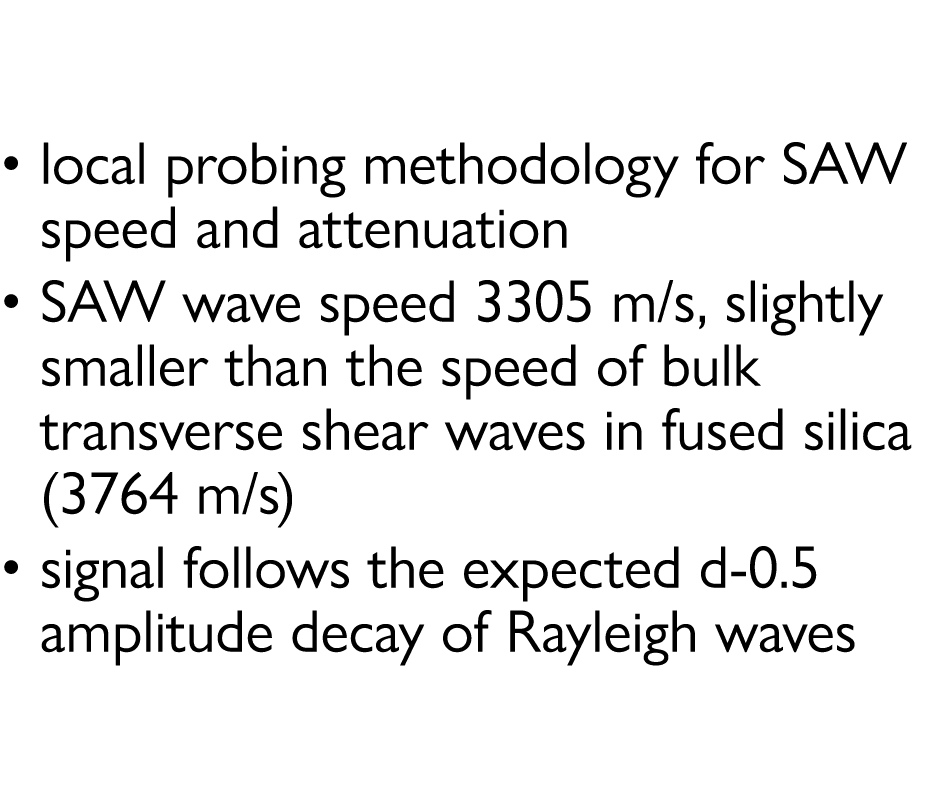 • local probing methodology for SAW
speed and attenuation
• SAW wave speed 3305 m/s, slightly
smaller than the speed of bulk
transverse shear waves in fused silica
(3764 m/s)
• signal follows the expected d-0.5
amplitude decay of Rayleigh waves